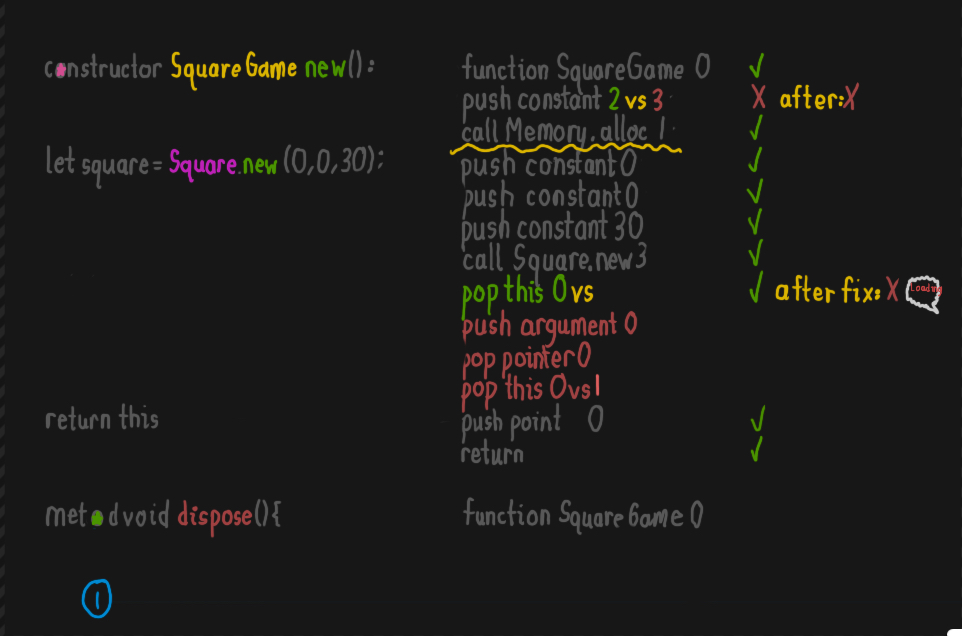 constructor SquareGame new():
function SquareGame 0 ✓
push constant 2 vs 3 X after:X
call Memory.alloc 1 ✓
let square = Square.new (0,0,30);
push constant 0 ✓
push constant 0 ✓
push constant 30 ✓
call Square.new 3 ✓
pop this 0 vs ✓ after fix: X
push argument 0
pop pointer 0
pop this 0 vs 1
return this
push point 0 ✓
return ✓
met d void dispose(){
function SquareGame 0
1